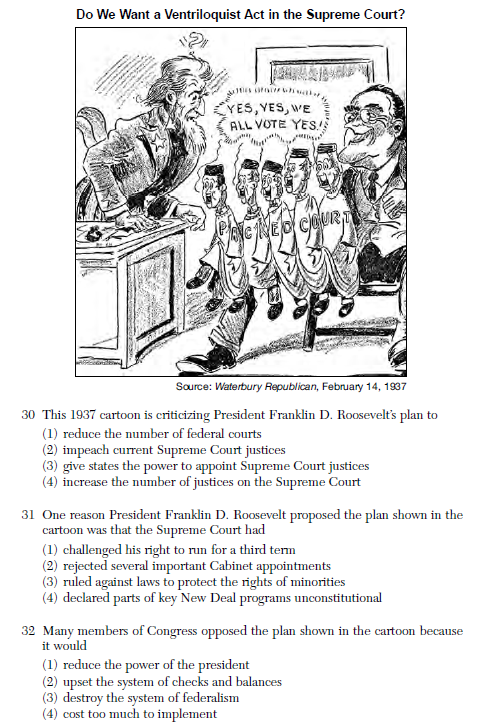 Do We Want a Ventriloquist Act in the Supreme Court?
?
YES, YES, WE
ALL VOTE YES!
PACKED COURT
Source: Waterbury Republican, February 14, 1937
30 This 1937 cartoon is criticizing President Franklin D. Roosevelt's plan to
(1) reduce the number of federal courts
(2) impeach current Supreme Court justices
(3) give states the power to appoint Supreme Court justices
(4) increase the number of justices on the Supreme Court
31 One reason President Franklin D. Roosevelt proposed the plan shown in the
cartoon was that the Supreme Court had
(1) challenged his right to run for a third term
(2) rejected several important Cabinet appointments
(3) ruled against laws to protect the rights of minorities
(4) declared parts of key New Deal programs unconstitutional
32 Many members of Congress opposed the plan shown in the cartoon because
it would
(1) reduce the power of the president
(2) upset the system of checks and balances
(3) destroy the system of federalism
(4) cost too much to implement